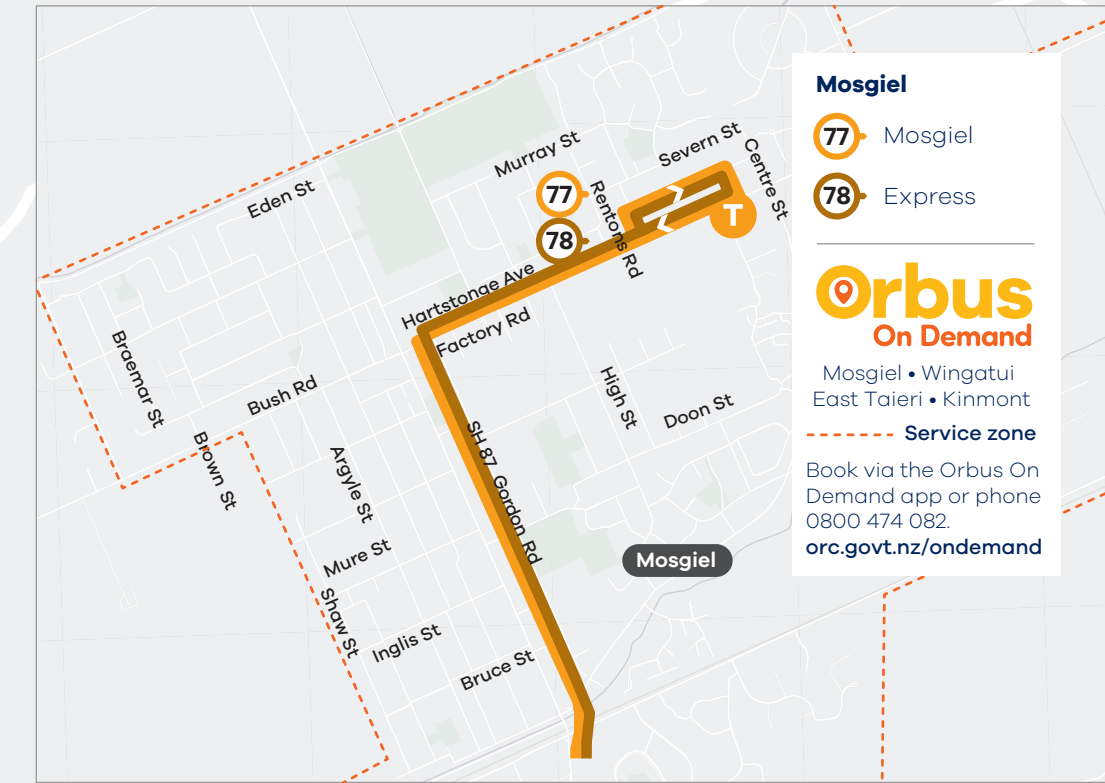 Mosgiel
77 Mosgiel
78 Express
Orbus
On Demand
Mosgiel • Wingatui
East Taieri • Kinmont
Service zone
Book via the Orbus On
Demand app or phone
0800 474 082.
orc.govt.nz/ondemand
Severn St
Murray St
Centre St
Eden St
77
Rentons Rd
T
78
Hartstonge Ave
Factory Rd
Braemar St
Bush Rd
High St
Doon St
Brown St
Argyle St
SH 87 Gordon Rd
Mure St
Mosgiel
Shaw St
Inglis St
Bruce St